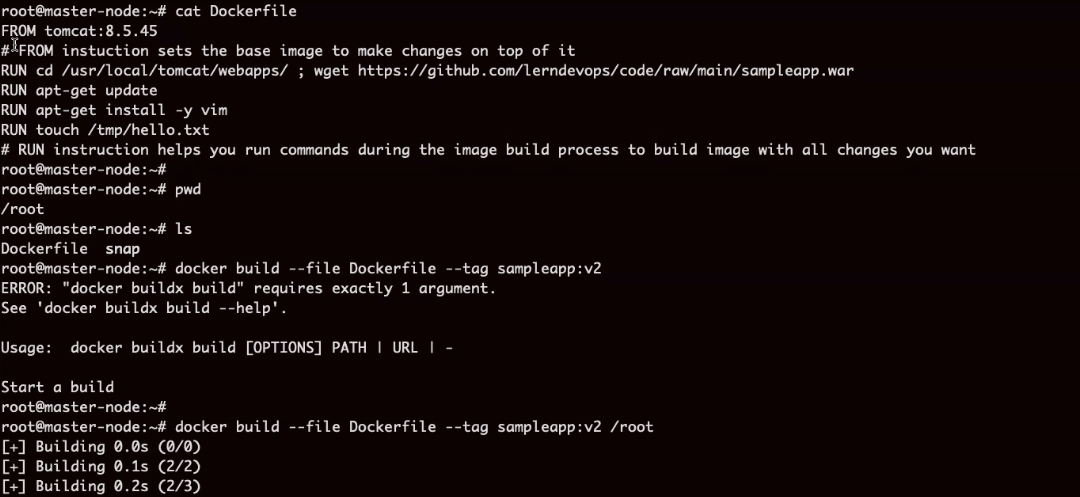 root@master-node:~# cat Dockerfile
FROM tomcat:8.5.45
# FROM instuction sets the base image to make changes on top of it
RUN cd /usr/local/tomcat/webapps/ ; wget https://github.com/lerndevops/code/raw/main/sampleapp.war
RUN apt-get update
RUN apt-get install -y vim
RUN touch /tmp/hello.txt
# RUN instruction helps you run commands during the image build process to build image with all changes you want
root@master-node:~#
root@master-node:~# pwd
/root
root@master-node:~# ls
Dockerfile  snap
root@master-node:~# docker build --file Dockerfile --tag sampleapp:v2
ERROR: "docker buildx build" requires exactly 1 argument.
See 'docker buildx build --help'.
Usage:  docker buildx build [OPTIONS] PATH | URL | -
Start a build
root@master-node:~#
root@master-node:~# docker build --file Dockerfile --tag sampleapp:v2 /root
[+] Building 0.0s (0/0)
[+] Building 0.1s (2/2)
[+] Building 0.2s (2/3)